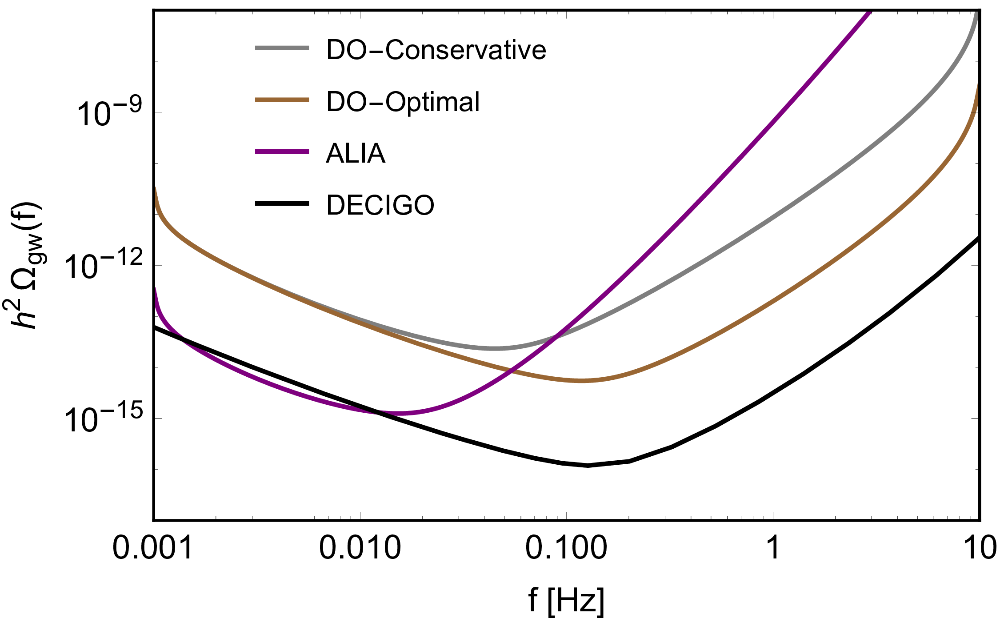 DO−Conservative
DO−Optimal
ALIA
DECIGO
h² Ω_gw(f)
10⁻⁹
10⁻¹²
10⁻¹⁵
0.001 0.010 0.100 1 10
f [Hz]